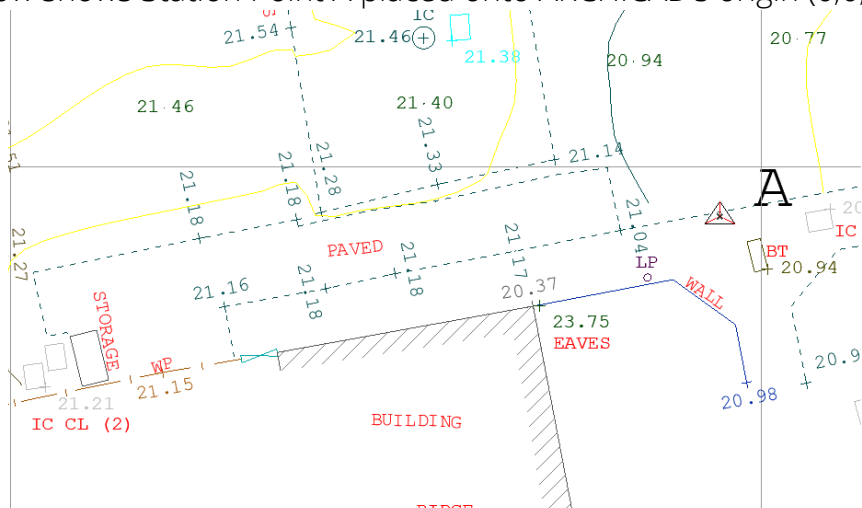 IC
21.54
21.46
21.38
20.94
20.77
21.46
21.40
21.33
21.14
21.28
21.18
21.18
A
21.04
21.27
PAVED
21.17
21.18
IC
BT
LP
20.94
21.16
21.18
20.37
WALL
STORAGE
23.75
EAVES
WP
21.15
20.98
21.21
IC CL (2)
BUILDING